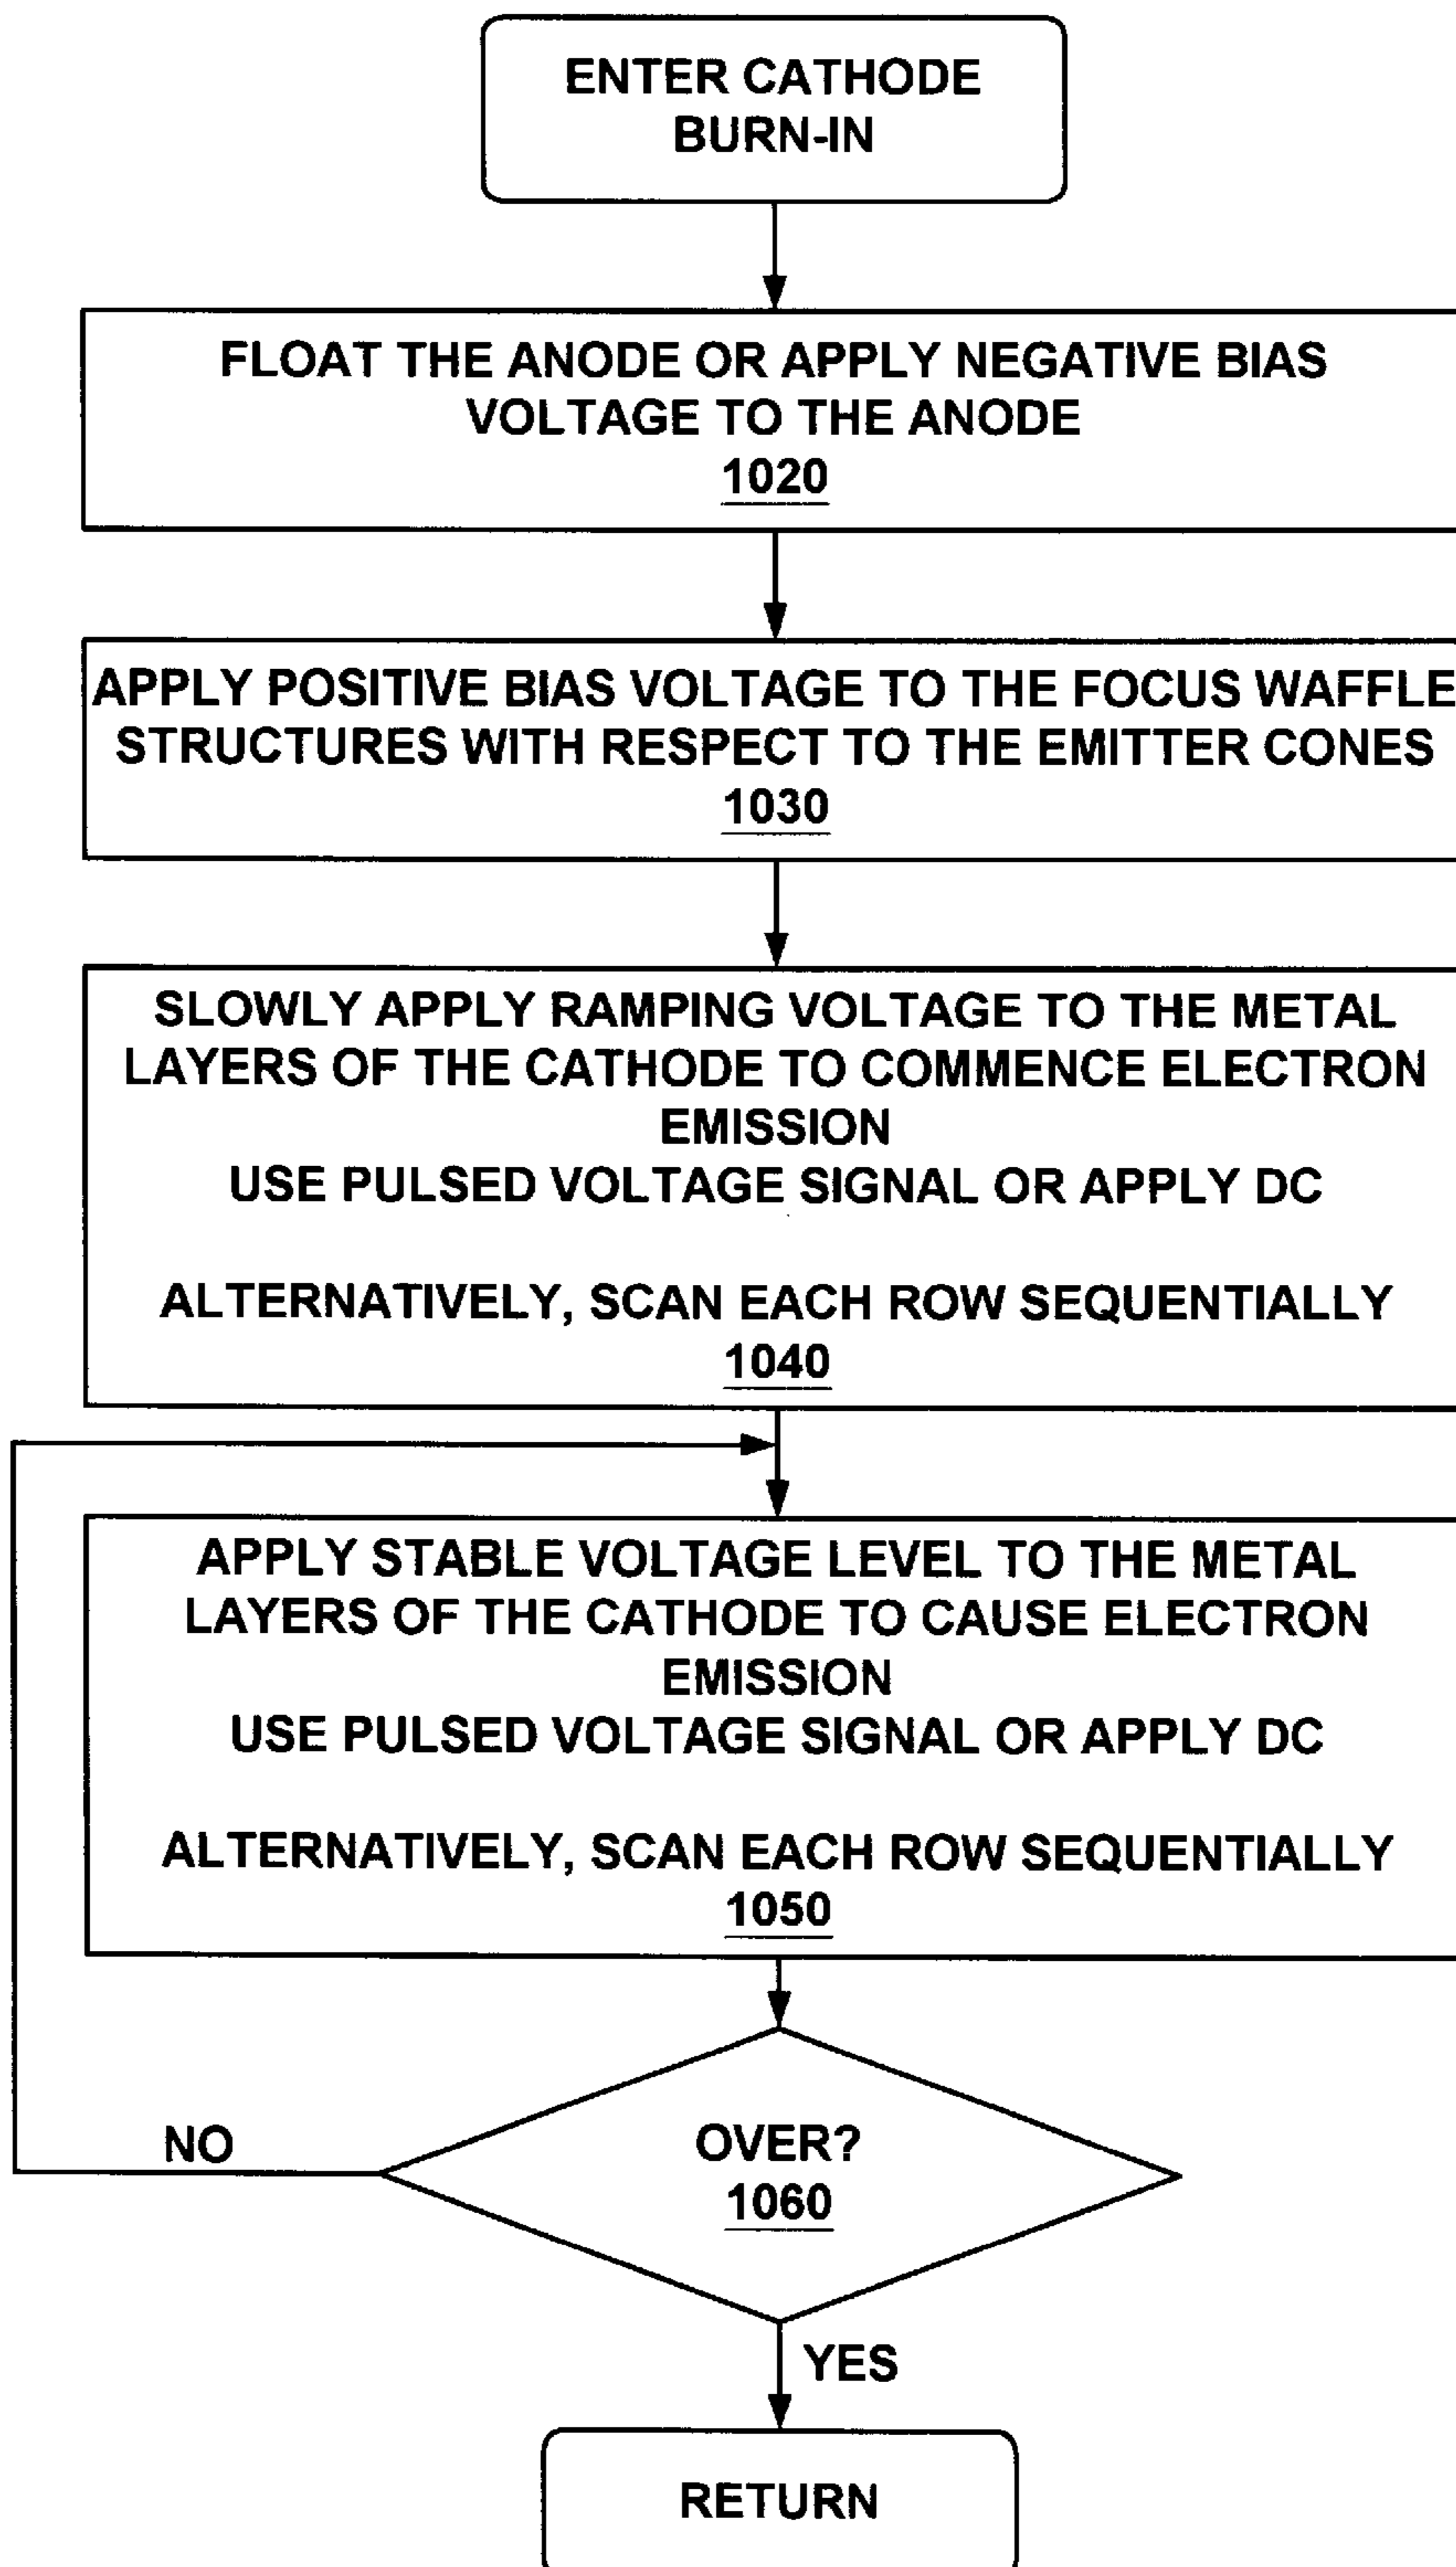 ENTER CATHODE
BURN-IN
FLOAT THE ANODE OR APPLY NEGATIVE BIAS
VOLTAGE TO THE ANODE
1020
APPLY POSITIVE BIAS VOLTAGE TO THE FOCUS WAFFLE
STRUCTURES WITH RESPECT TO THE EMITTER CONES
1030
SLOWLY APPLY RAMPING VOLTAGE TO THE METAL
LAYERS OF THE CATHODE TO COMMENCE ELECTRON
EMISSION
USE PULSED VOLTAGE SIGNAL OR APPLY DC
ALTERNATIVELY, SCAN EACH ROW SEQUENTIALLY
1040
APPLY STABLE VOLTAGE LEVEL TO THE METAL
LAYERS OF THE CATHODE TO CAUSE ELECTRON
EMISSION
USE PULSED VOLTAGE SIGNAL OR APPLY DC
ALTERNATIVELY, SCAN EACH ROW SEQUENTIALLY
1050
NO
OVER?
1060
YES
RETURN